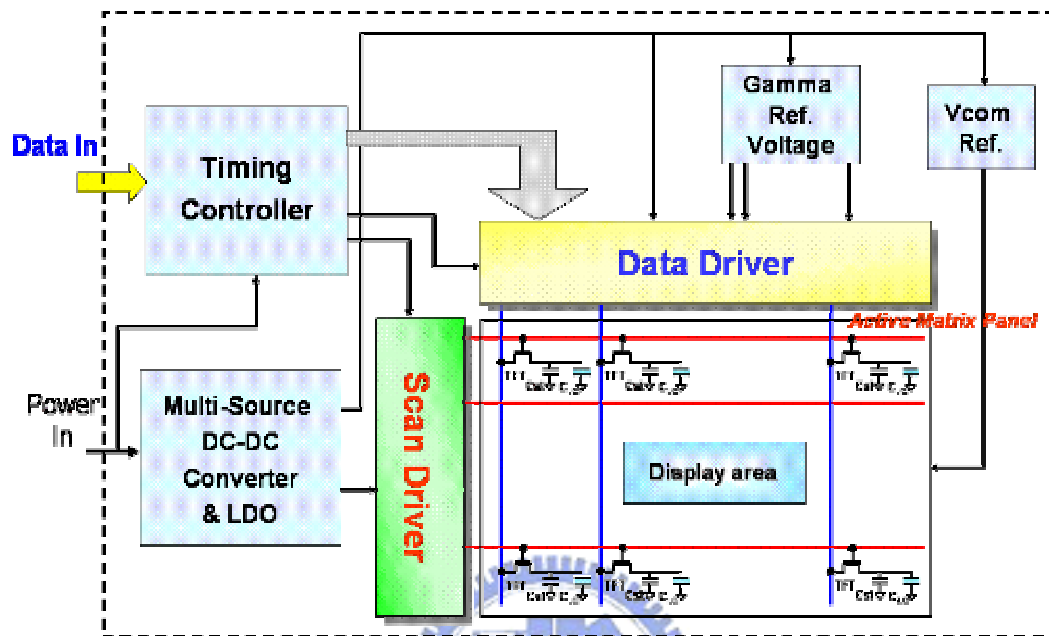 Data In
Timing
Controller
Gamma
Ref.
Voltage
Vcom
Ref.
Data Driver
Active Matrix Panel
Power
In
Multi-Source
DC-DC
Converter
& LDO
Scan Driver
TFT
TFT
TFT
Display area
TFT
TFT
TFT